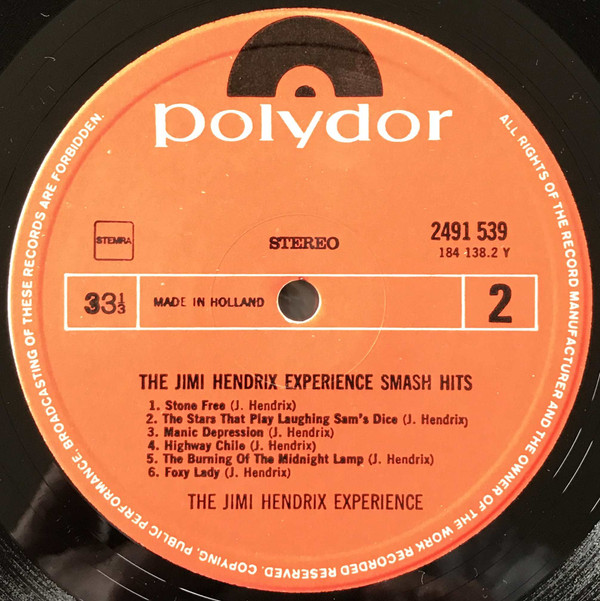 polydor
STEMRA
STEREO
2491 539
184 138.2 Y
33⅓
MADE IN HOLLAND
2
THE JIMI HENDRIX EXPERIENCE SMASH HITS
1. Stone Free (J. Hendrix)
2. The Stars That Play Laughing Sam's Dice (J. Hendrix)
3. Manic Depression (J. Hendrix)
4. Highway Chile (J. Hendrix)
5. The Burning Of The Midnight Lamp (J. Hendrix)
6. Foxy Lady (J. Hendrix)
THE JIMI HENDRIX EXPERIENCE
ALL RIGHTS OF THE RECORD MANUFACTURER AND THE OWNER OF THE WORK RECORDED RESERVED. COPYING, PUBLIC PERFORMANCE, BROADCASTING OF THESE RECORDS ARE FORBIDDEN.